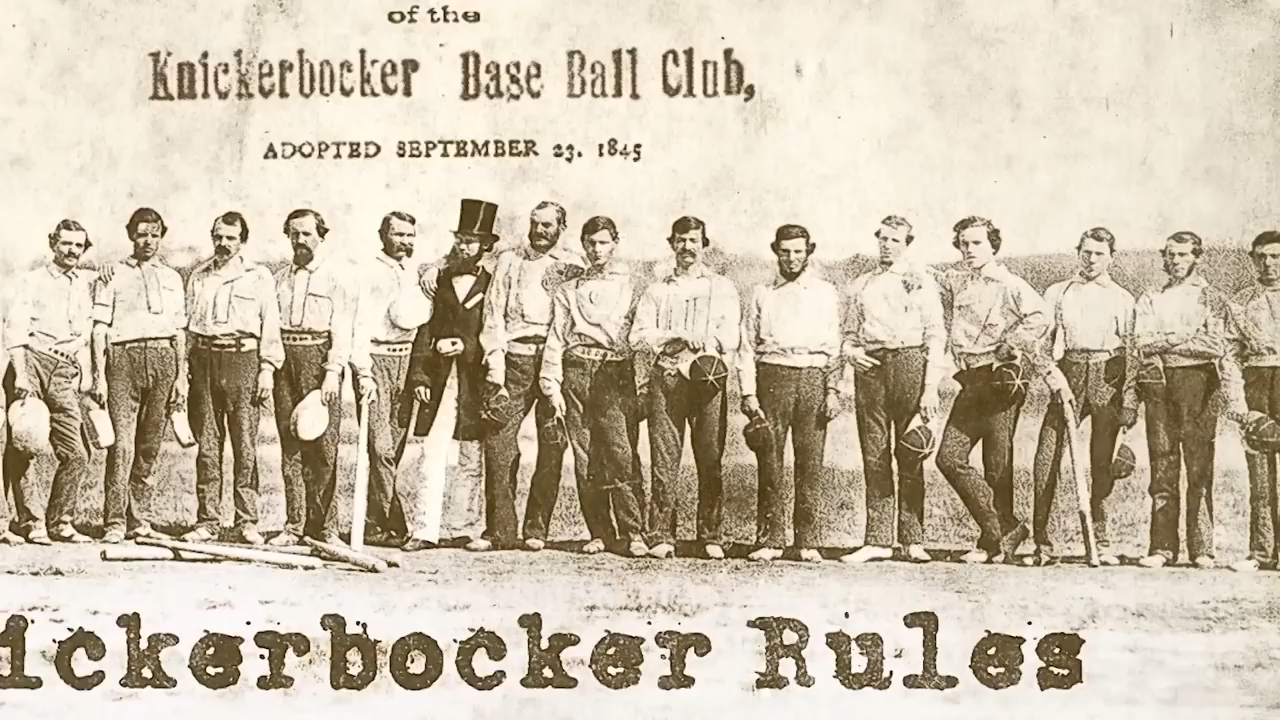 of the
Knickerbocker Base Ball Club,
ADOPTED SEPTEMBER 23. 1845
ickerbocker Rules